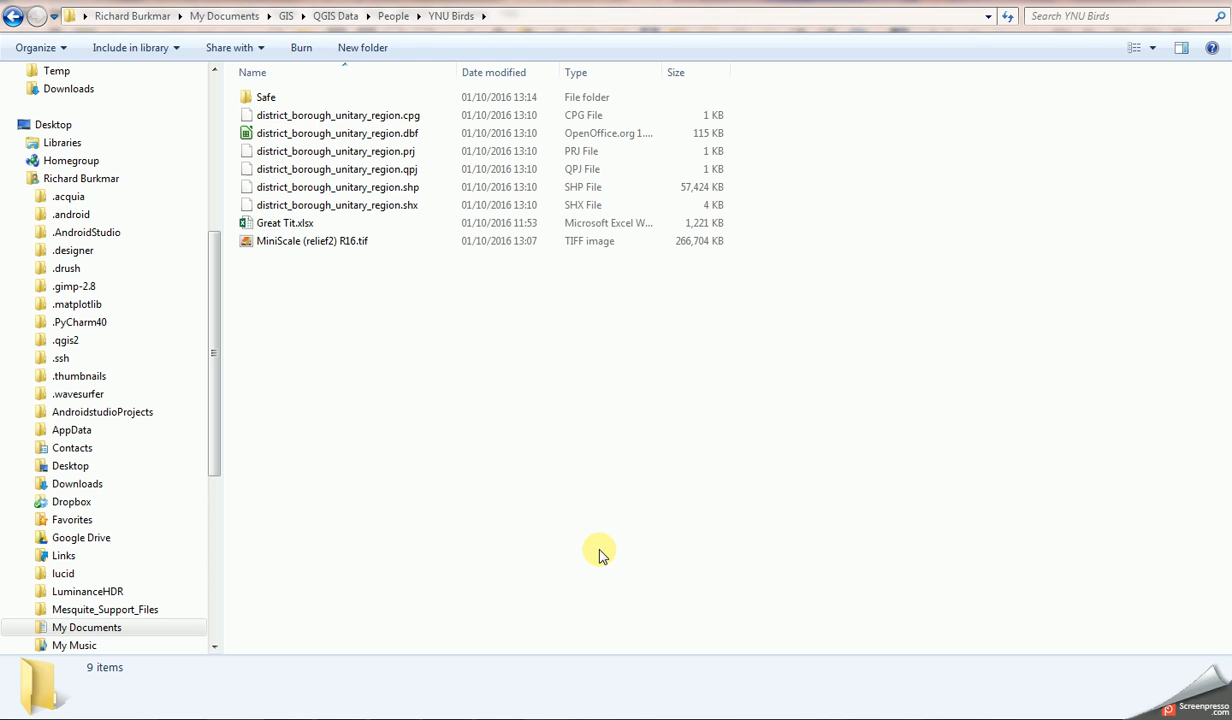 Richard Burkmar ▸ My Documents ▸ GIS ▸ QGIS Data ▸ People ▸ YNU Birds ▸
Search YNU Birds
Organize Include in library Share with Burn New folder
Temp
Downloads
Desktop
Libraries
Homegroup
Richard Burkmar
.acquia
.android
.AndroidStudio
.designer
.drush
.gimp-2.8
.matplotlib
.PyCharm40
.qgis2
.ssh
.thumbnails
.wavesurfer
AndroidstudioProjects
AppData
Contacts
Desktop
Downloads
Dropbox
Favorites
Google Drive
Links
lucid
LuminanceHDR
Mesquite_Support_Files
My Documents
My Music
Name Date modified Type Size
Safe 01/10/2016 13:14 File folder
district_borough_unitary_region.cpg 01/10/2016 13:10 CPG File 1 KB
district_borough_unitary_region.dbf 01/10/2016 13:10 OpenOffice.org 1.... 115 KB
district_borough_unitary_region.prj 01/10/2016 13:10 PRJ File 1 KB
district_borough_unitary_region.qpj 01/10/2016 13:10 QPJ File 1 KB
district_borough_unitary_region.shp 01/10/2016 13:10 SHP File 57,424 KB
district_borough_unitary_region.shx 01/10/2016 13:10 SHX File 4 KB
Great Tit.xlsx 01/10/2016 11:53 Microsoft Excel W... 1,221 KB
MiniScale (relief2) R16.tif 01/10/2016 13:07 TIFF image 266,704 KB
9 items
Screenpresso
.com